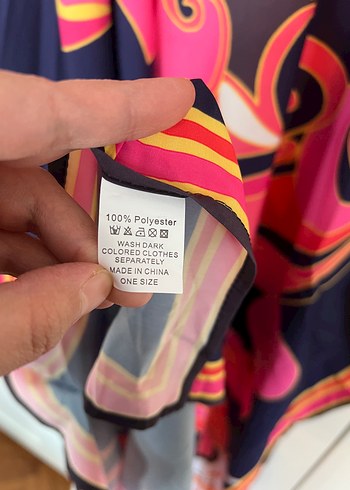 100% Polyester
WASH DARK
COLORED CLOTHES
SEPARATELY
MADE IN CHINA
ONE SIZE